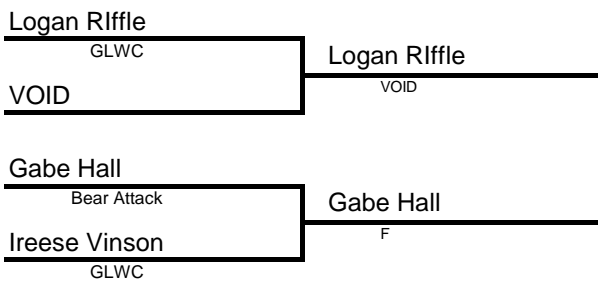 Logan RIffle
GLWC
VOID
Logan RIffle
VOID
Gabe Hall
Bear Attack
Ireese Vinson
GLWC
Gabe Hall
F